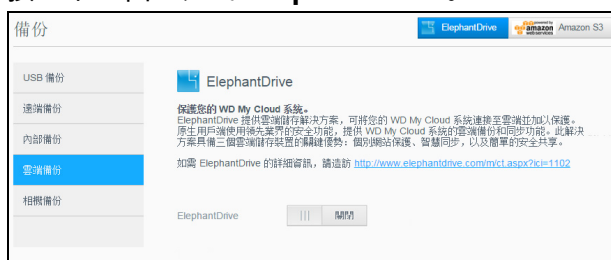 備份
ElephantDrive
amazon web services Amazon S3
USB 備份
遠端備份
內部備份
雲端備份
相機備份
ElephantDrive
保護您的 WD My Cloud 系統。
ElephantDrive 提供雲端儲存解決方案，可將您的 WD My Cloud 系統連接至雲端並加以保護。
原生用戶端使用領先業界的安全功能，提供 WD My Cloud 系統的雲端備份和同步功能。此解決
方案具備三個雲端儲存裝置的關鍵優勢：個別網站保護、智慧同步，以及簡單的安全共享。
如需 ElephantDrive 的詳細資訊，請造訪 http://www.elephantdrive.com/m/ct.aspx?ici=1102
ElephantDrive